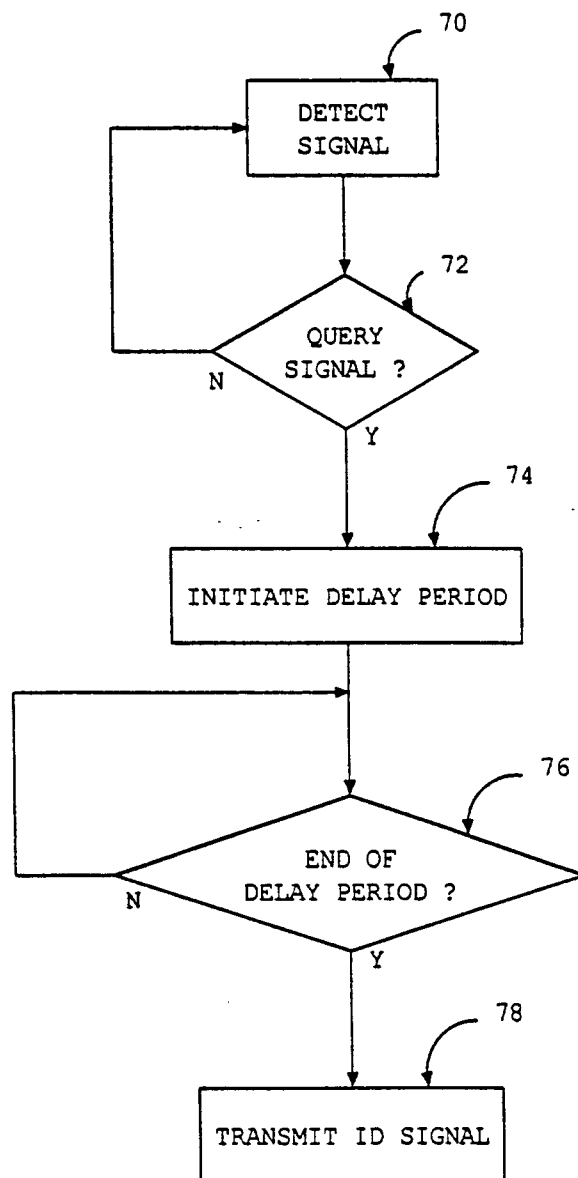 70
DETECT
SIGNAL
72
QUERY
SIGNAL ?
N
Y
74
INITIATE DELAY PERIOD
76
END OF
DELAY PERIOD ?
N
Y
78
TRANSMIT ID SIGNAL